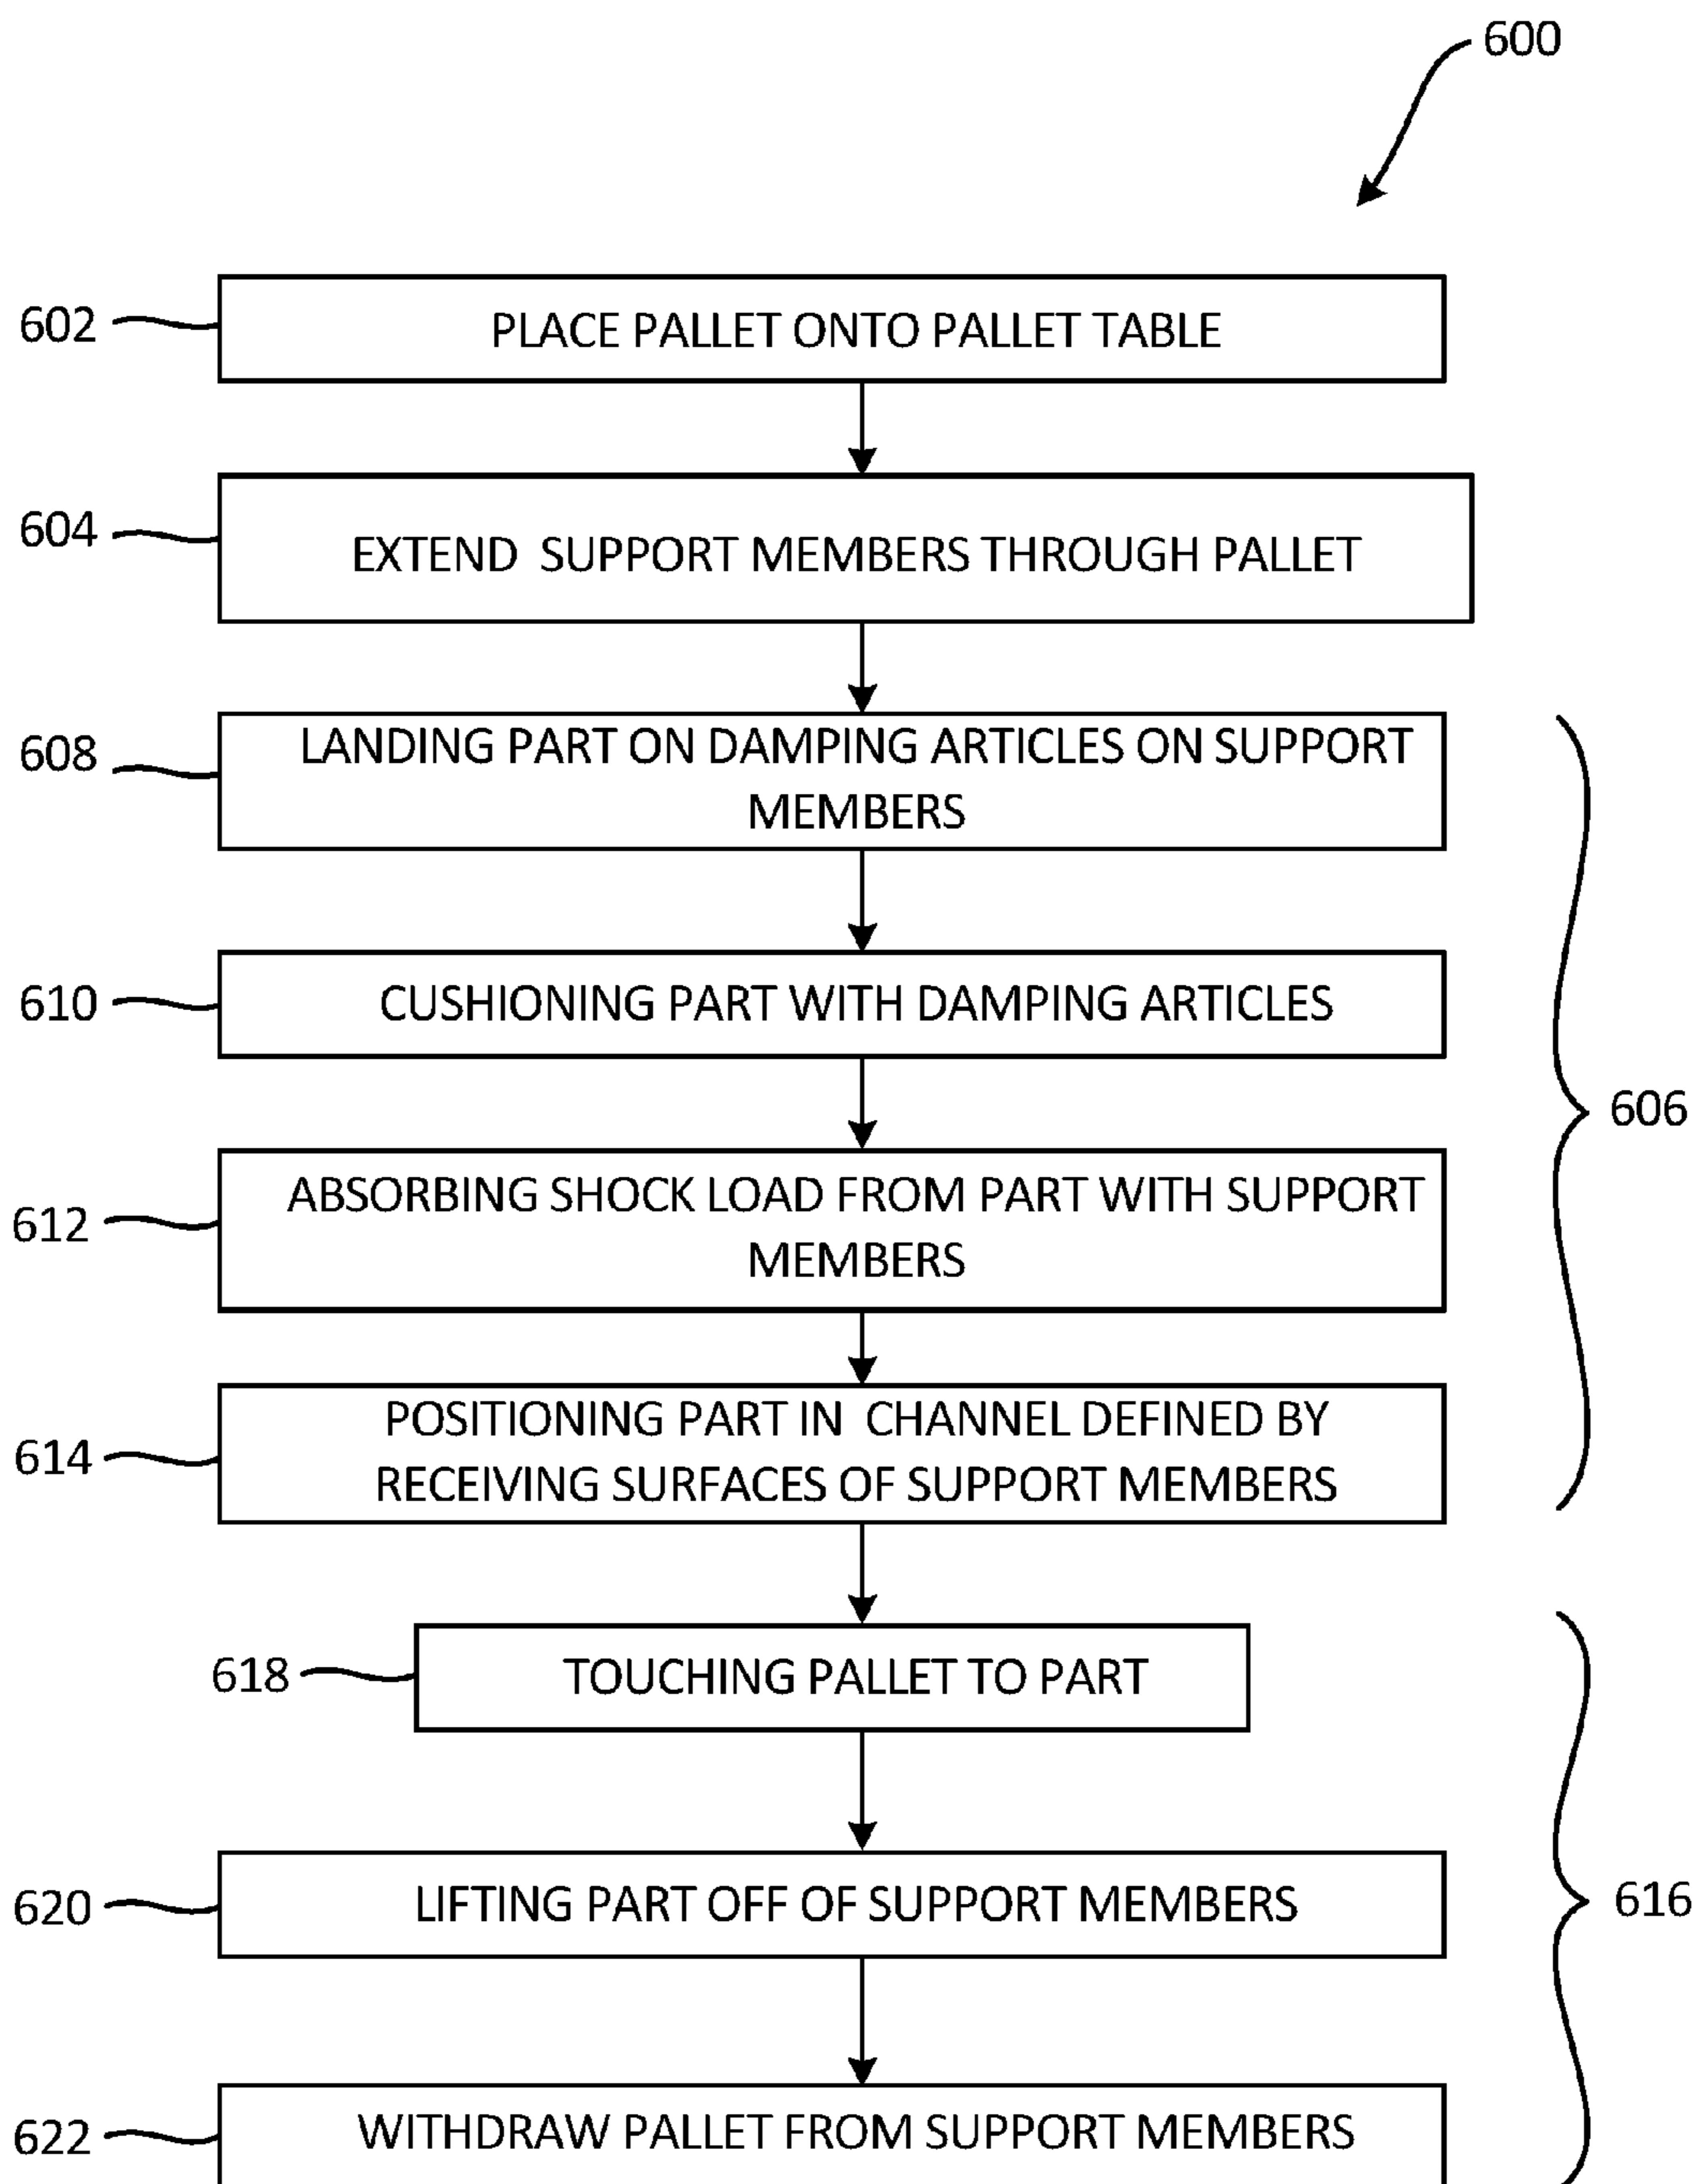 600
602
PLACE PALLET ONTO PALLET TABLE
604
EXTEND SUPPORT MEMBERS THROUGH PALLET
608
LANDING PART ON DAMPING ARTICLES ON SUPPORT
MEMBERS
610
CUSHIONING PART WITH DAMPING ARTICLES
606
612
ABSORBING SHOCK LOAD FROM PART WITH SUPPORT
MEMBERS
614
POSITIONING PART IN CHANNEL DEFINED BY
RECEIVING SURFACES OF SUPPORT MEMBERS
618
TOUCHING PALLET TO PART
620
LIFTING PART OFF OF SUPPORT MEMBERS
616
622
WITHDRAW PALLET FROM SUPPORT MEMBERS